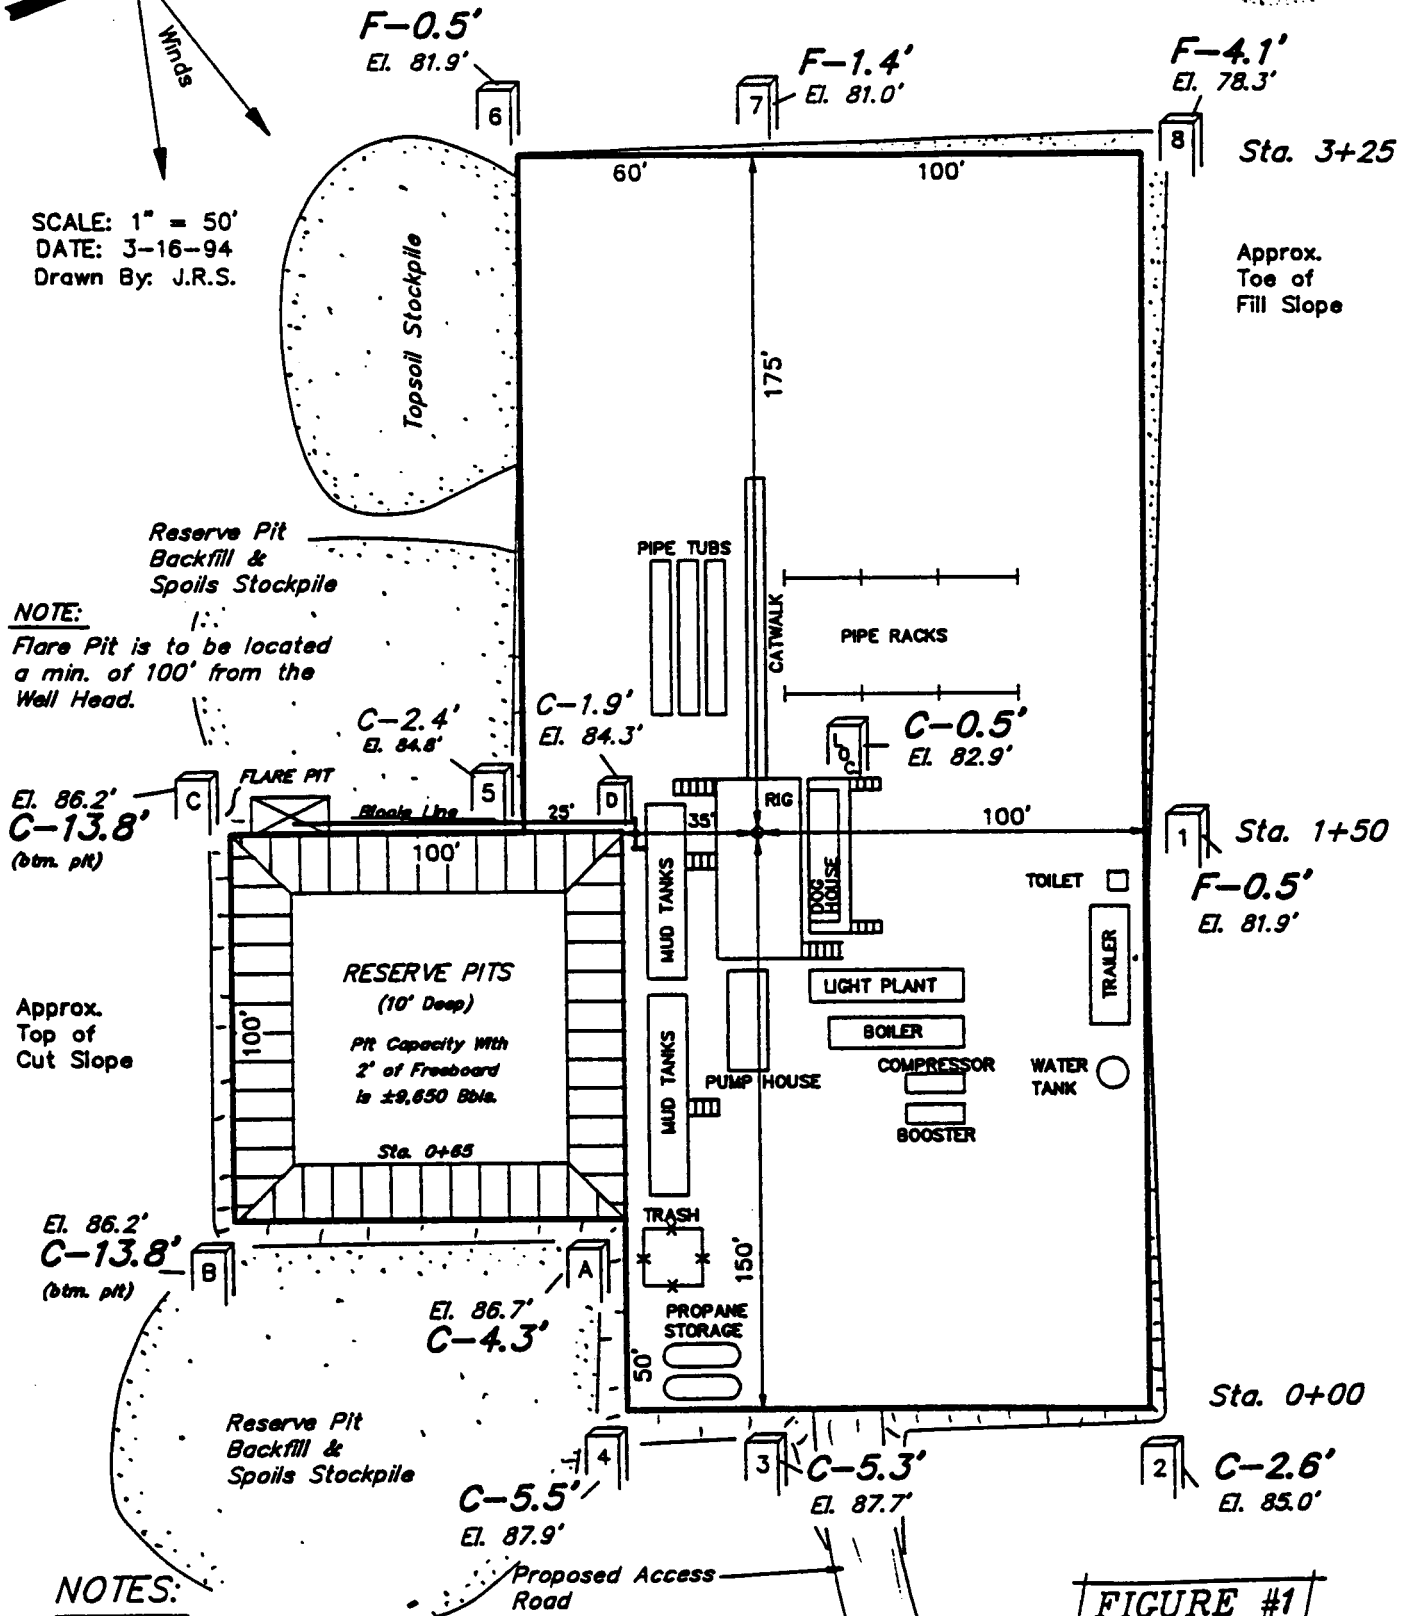 Winds
F-0.5'
El. 81.9'
6
F-1.4'
El. 81.0'
7
F-4.1'
El. 78.3'
8
Sta. 3+25
60'
100'
SCALE: 1" = 50'
DATE: 3-16-94
Drawn By: J.R.S.
Topsoil Stockpile
175'
Approx.
Toe of
Fill Slope
Reserve Pit
Backfill &
Spoils Stockpile
NOTE:
Flare Pit is to be located
a min. of 100' from the
Well Head.
PIPE TUBS
CATWALK
PIPE RACKS
C-2.4'
El. 84.8'
5
C-1.9'
El. 84.3'
D
LOC.
C-0.5'
El. 82.9'
El. 86.2'
C-13.8'
(btm. pit)
C
FLARE PIT
Blooie Line
25'
35'
RIG
100'
1
Sta. 1+50
F-0.5'
El. 81.9'
100'
DOG
HOUSE
TOILET
TRAILER
MUD TANKS
RESERVE PITS
(10' Deep)
Pit Capacity With
2' of Freeboard
is ±9,650 Bbls.
Sta. 0+65
100'
Approx.
Top of
Cut Slope
LIGHT PLANT
BOILER
COMPRESSOR
BOOSTER
WATER
TANK
MUD TANKS
PUMP HOUSE
TRASH
150'
El. 86.2'
C-13.8'
(btm. pit)
B
A
El. 86.7'
C-4.3'
PROPANE
STORAGE
50'
Sta. 0+00
Reserve Pit
Backfill &
Spoils Stockpile
4
C-5.5'
El. 87.9'
3
C-5.3'
El. 87.7'
2
C-2.6'
El. 85.0'
Proposed Access
Road
NOTES:
FIGURE #1